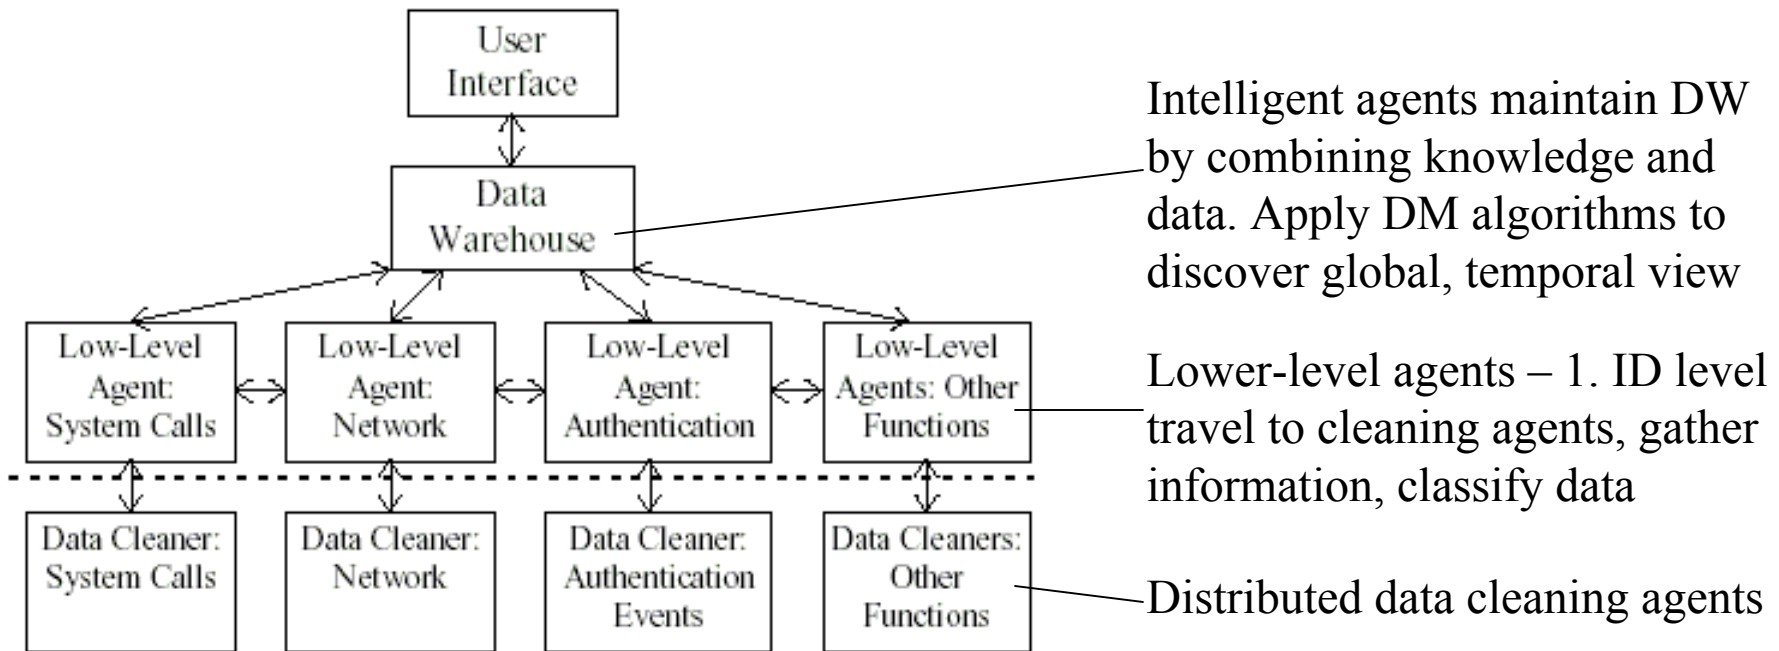 User
Interface
Data
Warehouse
Intelligent agents maintain DW
by combining knowledge and
data. Apply DM algorithms to
discover global, temporal view
Low-Level
Agent:
System Calls
Low-Level
Agent:
Network
Low-Level
Agent:
Authentication
Low-Level
Agents: Other
Functions
Lower-level agents – 1. ID level
travel to cleaning agents, gather
information, classify data
Data Cleaner:
System Calls
Data Cleaner:
Network
Data Cleaner:
Authentication
Events
Data Cleaners:
Other
Functions
Distributed data cleaning agents